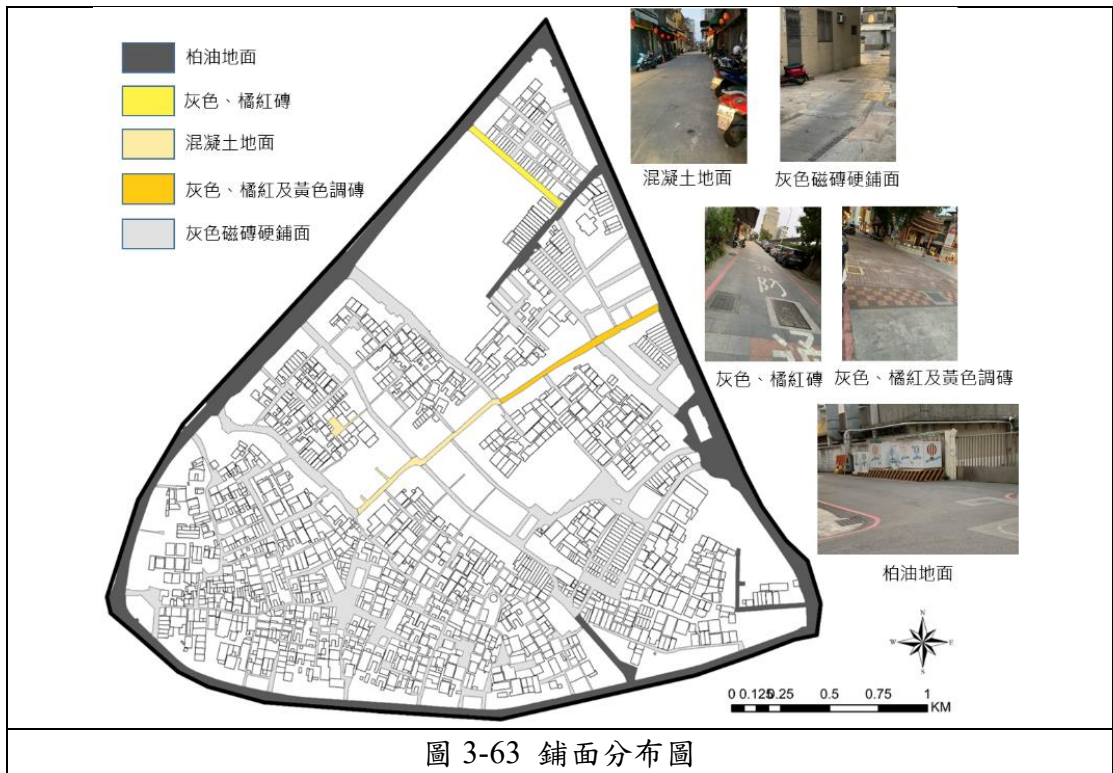 柏油地面
灰色、橘紅磚
混凝土地面
灰色、橘紅及黃色調磚
灰色磁磚硬鋪面
混凝土地面
灰色磁磚硬鋪面
灰色、橘紅磚
灰色、橘紅及黃色調磚
柏油地面
N
W
E
S
0 0.125 0.25 0.5 0.75 1
KM
圖 3-63 鋪面分布圖